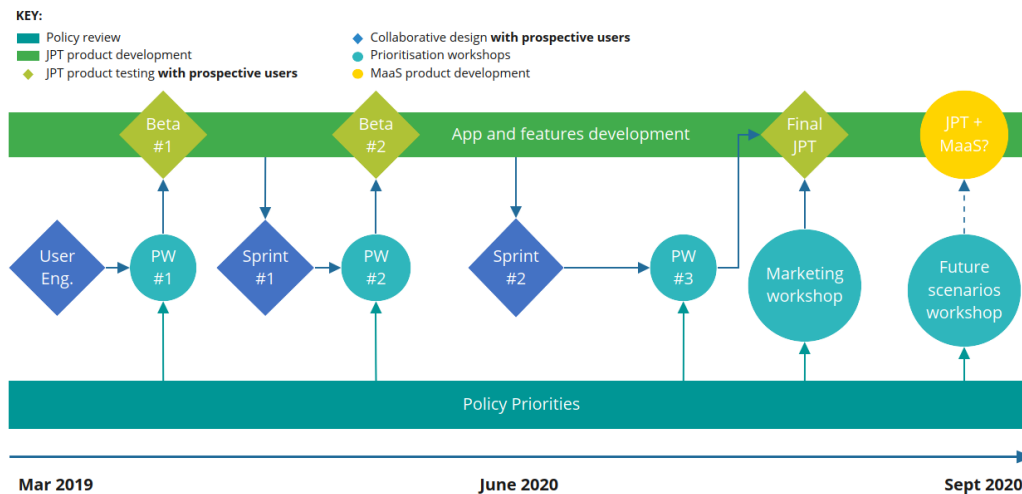 KEY:
Policy review
JPT product development
JPT product testing with prospective users
Collaborative design with prospective users
Prioritisation workshops
MaaS product development
Beta
#1
Beta
#2
App and features development
Final
JPT
JPT +
MaaS?
User
Eng.
PW
#1
Sprint
#1
PW
#2
Sprint
#2
PW
#3
Marketing
workshop
Future
scenarios
workshop
Policy Priorities
Mar 2019
June 2020
Sept 2020